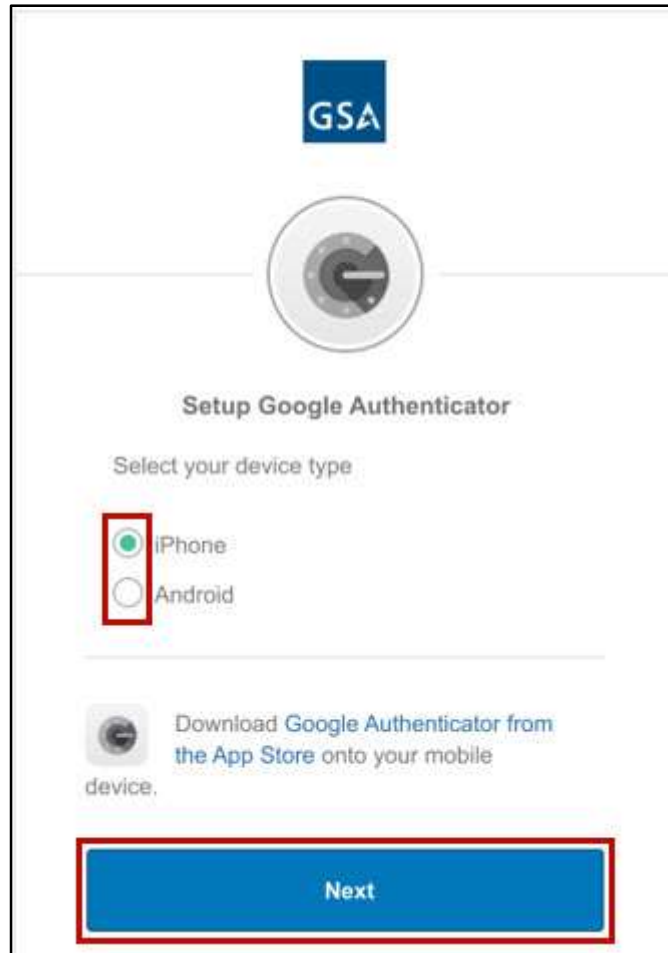 GSA
Setup Google Authenticator
Select your device type
iPhone
Android
Download Google Authenticator from
the App Store onto your mobile
device.
Next